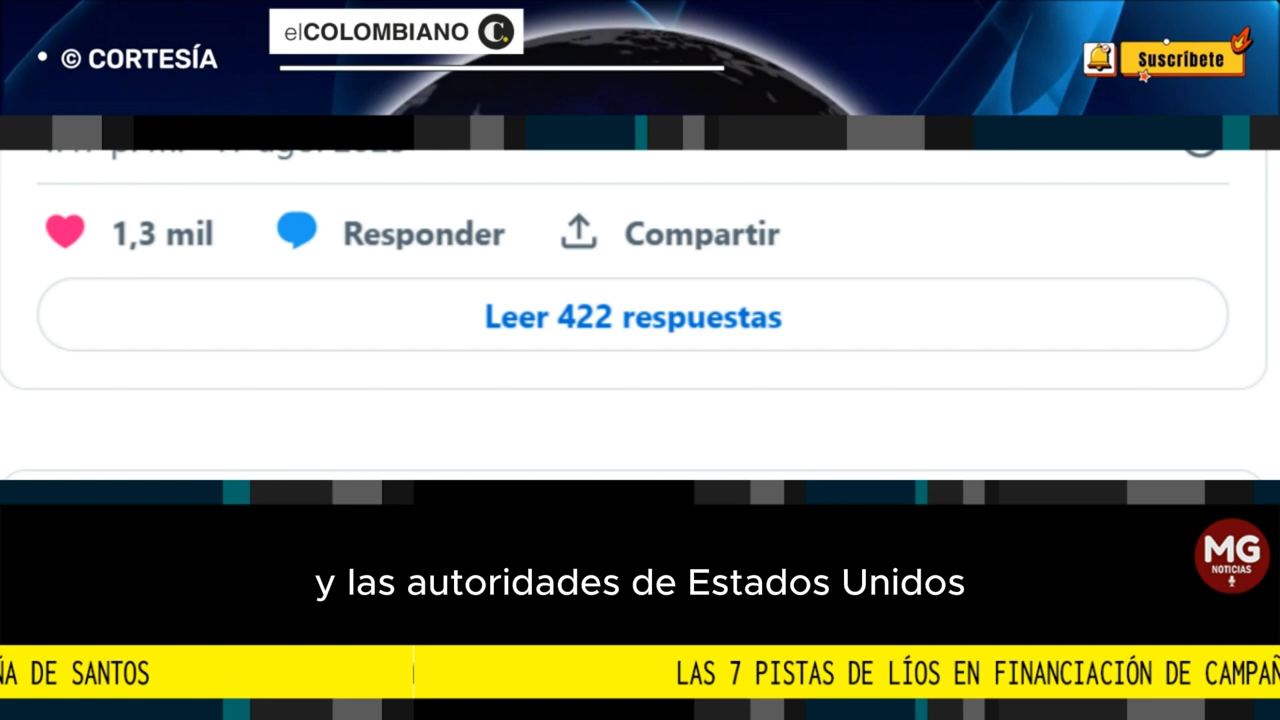 • © CORTESÍA
elCOLOMBIANO C.
Suscríbete
1,3 mil Responder Compartir
Leer 422 respuestas
y las autoridades de Estados Unidos
MG
NOTICIAS
ÑA DE SANTOS LAS 7 PISTAS DE LÍOS EN FINANCIACIÓN DE CAMPAÑ